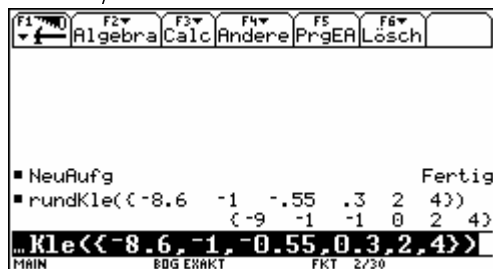 F1 F2 F3 F4 F5 F6
Algebra Calc Andere PrgEA Lösch
NeuAufg Fertig
rundKle({-8.6 -1 -.55 .3 2 4})
{-9 -1 -1 0 2 4}
…Kle({-8.6,-1,-0.55,0.3,2,4})
MAIN BOG EXAKT FKT 2/30